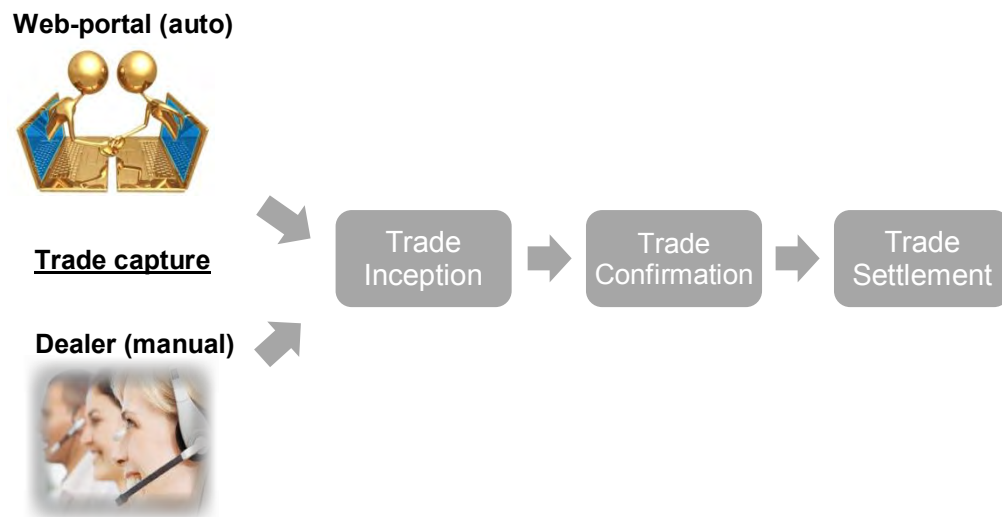 Web-portal (auto)
Trade capture
Dealer (manual)
Trade
Inception
Trade
Confirmation
Trade
Settlement